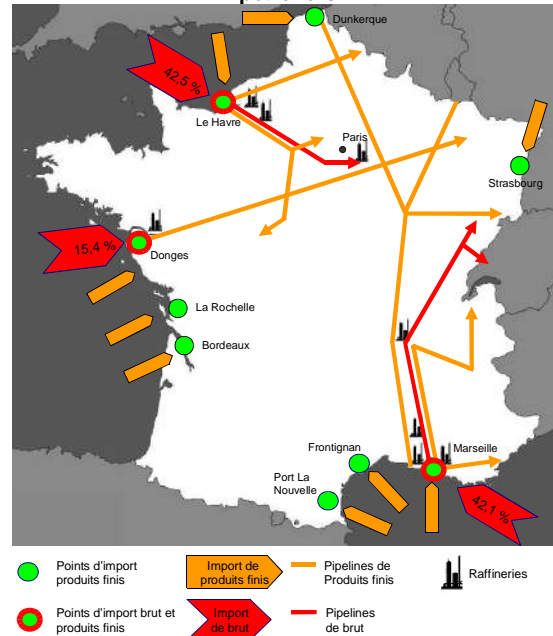 Dunkerque
42,5 %
Le Havre
Paris
Strasbourg
15,4 %
Donges
La Rochelle
Bordeaux
Frontignan
Marseille
Port La
Nouvelle
42,1 %
Points d'import
produits finis
Import de
produits finis
Pipelines de
Produits finis
Raffineries
Points d'import brut et
produits finis
Import
de brut
Pipelines
de brut